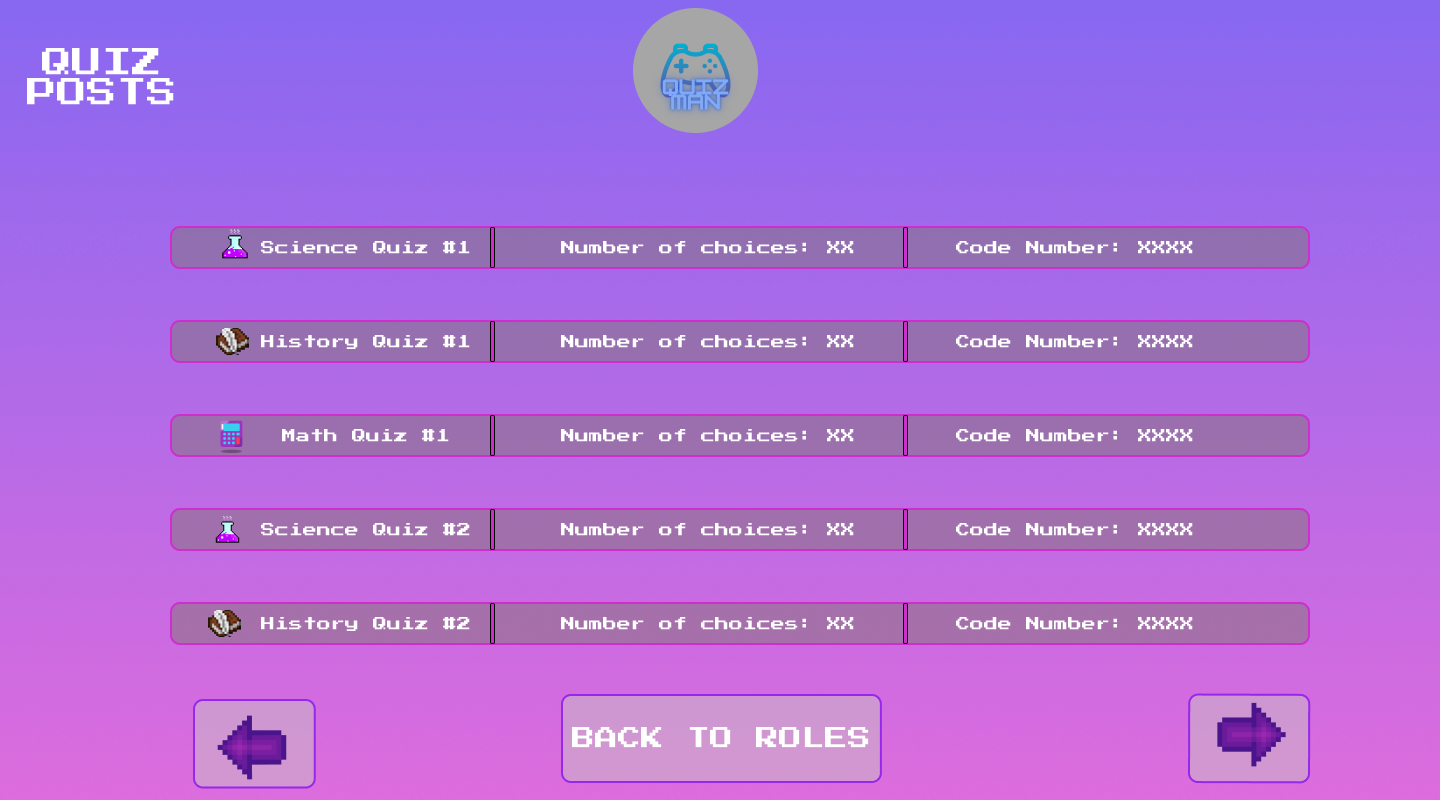 QUIZ
POSTS
QUIZ
MAN
Science Quiz #1 Number of choices: XX Code Number: XXXX
History Quiz #1 Number of choices: XX Code Number: XXXX
Math Quiz #1 Number of choices: XX Code Number: XXXX
Science Quiz #2 Number of choices: XX Code Number: XXXX
History Quiz #2 Number of choices: XX Code Number: XXXX
BACK TO ROLES